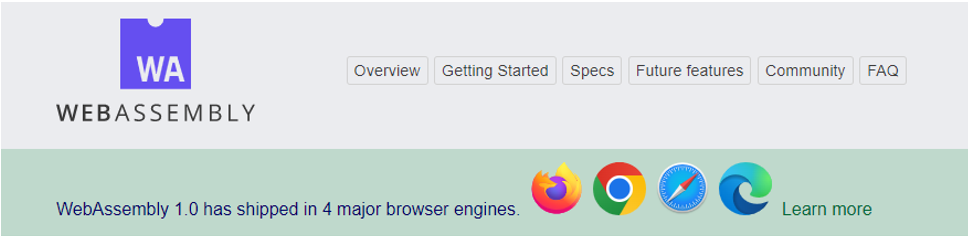 WA
WEBASSEMBLY
Overview Getting Started Specs Future features Community FAQ
WebAssembly 1.0 has shipped in 4 major browser engines. Learn more